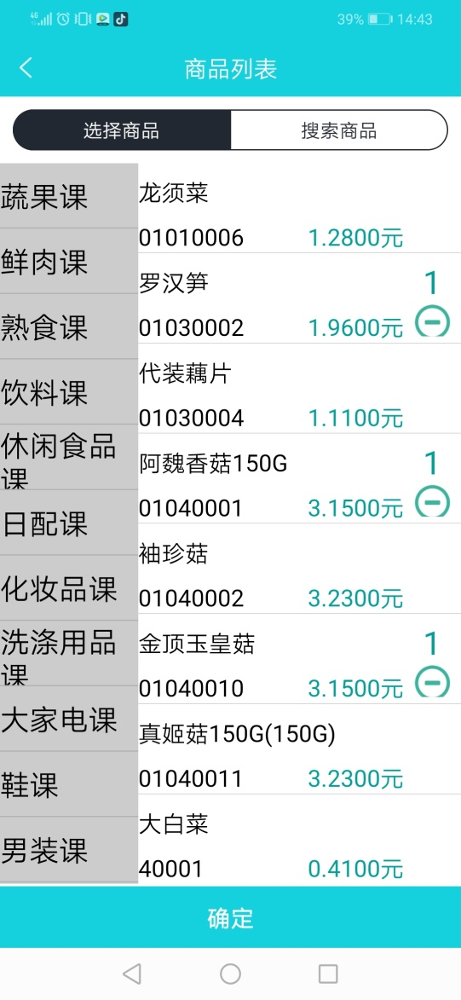 4G 39% 14:43
商品列表
选择商品 搜索商品
蔬果课
鲜肉课
熟食课
饮料课
休闲食品
课
日配课
化妆品课
洗涤用品
课
大家电课
鞋课
男装课
龙须菜
01010006 1.2800元
罗汉笋 1
01030002 1.9600元
代装藕片
01030004 1.1100元
阿魏香菇150G 1
01040001 3.1500元
袖珍菇
01040002 3.2300元
金顶玉皇菇 1
01040010 3.1500元
真姬菇150G(150G)
01040011 3.2300元
大白菜
40001 0.4100元
确定